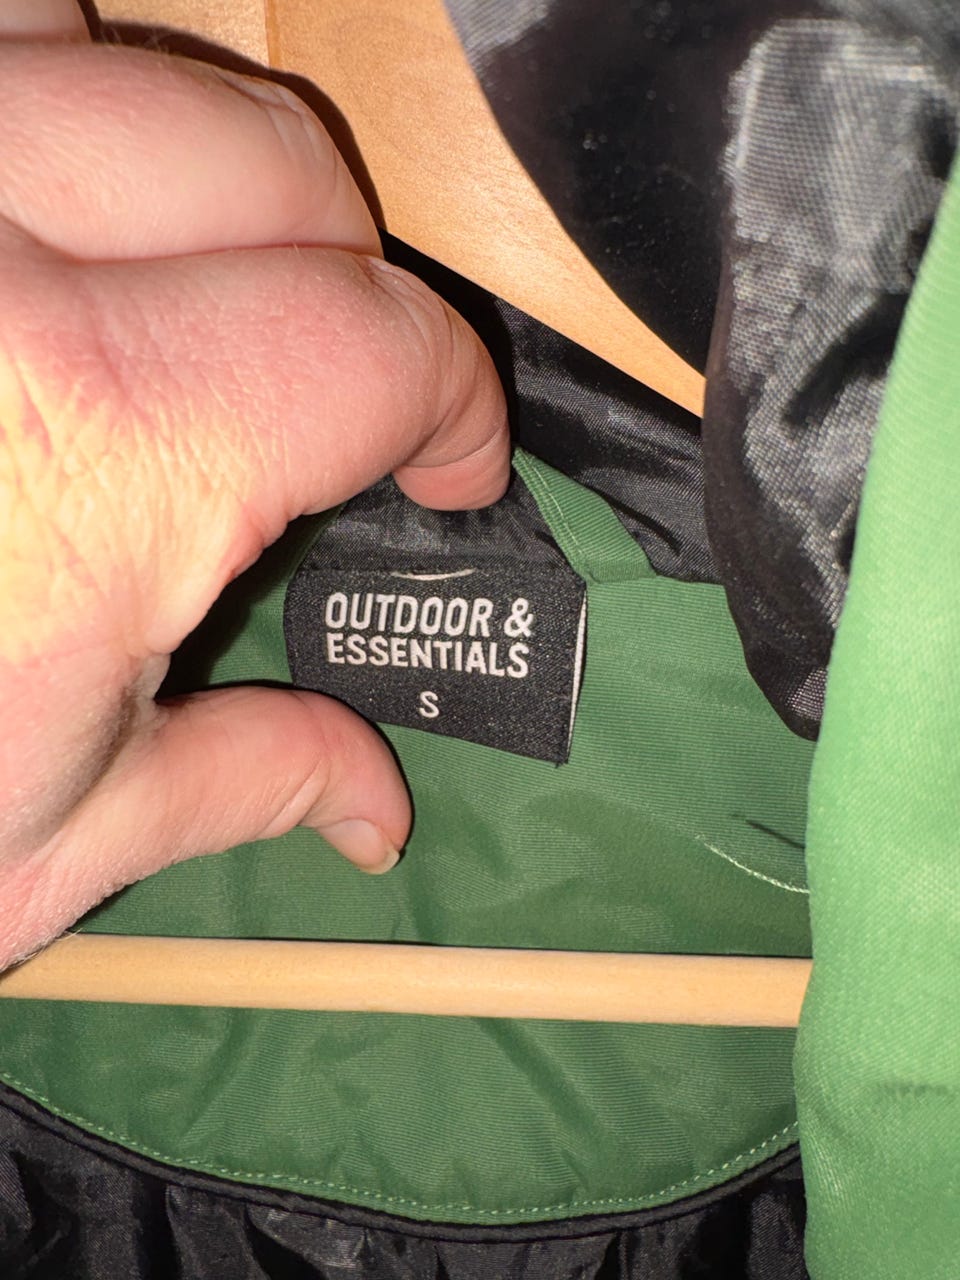 OUTDOOR &
ESSENTIALS
S